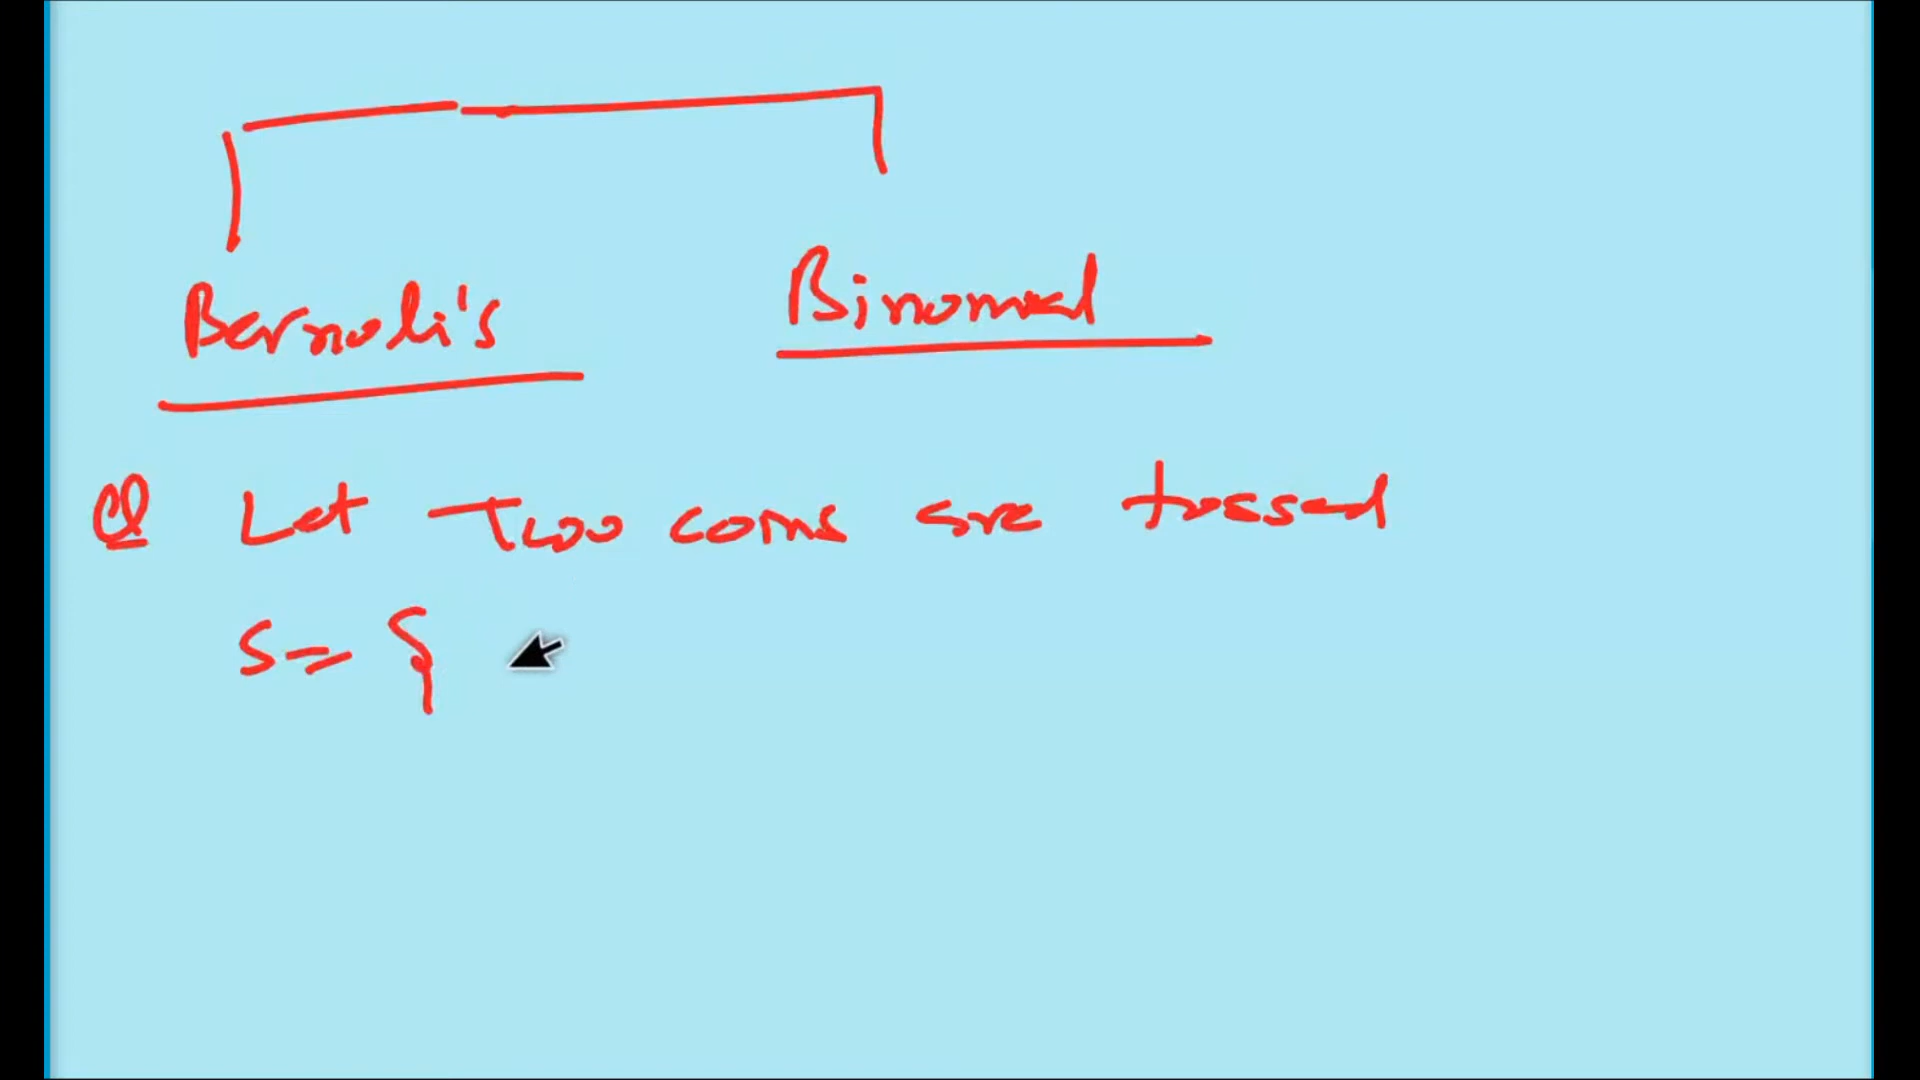 Bernoli's Binomial
Q Let Two coins are tossed
S = {